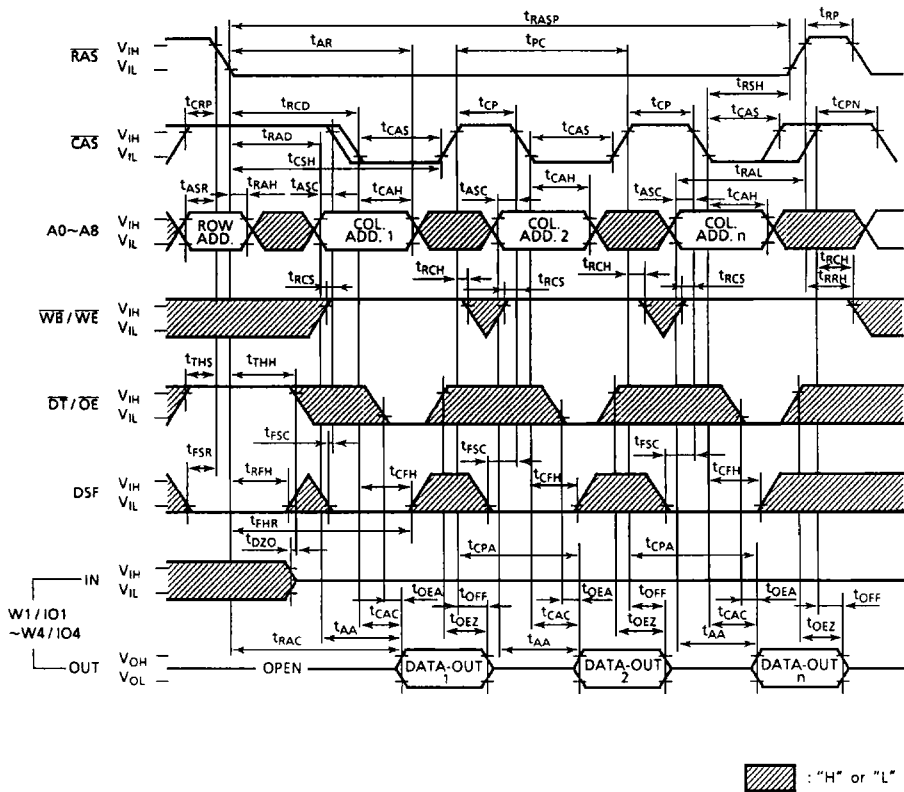 tRASP
tRP
tAR
tPC
RAS VIH
VIL
tRSH
tCRP
tRCD
tCP
tCP
tCAS
tCPN
CAS VIH
VIL
tRAD
tCAS
tCAS
tCSH
tRAL
tASR
tRAH
tASC
tCAH
tASC
tCAH
tASC
tCAH
A0~A8 VIH
VIL
ROW ADD.
COL. ADD. 1
COL. ADD. 2
COL. ADD. n
tRCS
tRCH
tRCS
tRCH
tRCS
tRCH
tRRH
WB/WE VIH
VIL
tTHS
tTHH
DT/OE VIH
VIL
tFSC
tFSC
tFSC
tFSR
tRFH
tCFH
tCFH
tCFH
DSF VIH
VIL
tFHR
tDZO
tCPA
tCPA
IN VIH
VIL
W1/IO1
~W4/IO4
tOEA
tOFF
tOEA
tOFF
tOEA
tOFF
tCAC
tOEZ
tCAC
tOEZ
tCAC
tOEZ
tAA
tAA
tAA
tRAC
OUT VOH
VOL
OPEN
DATA-OUT 1
DATA-OUT 2
DATA-OUT n
: "H" or "L"